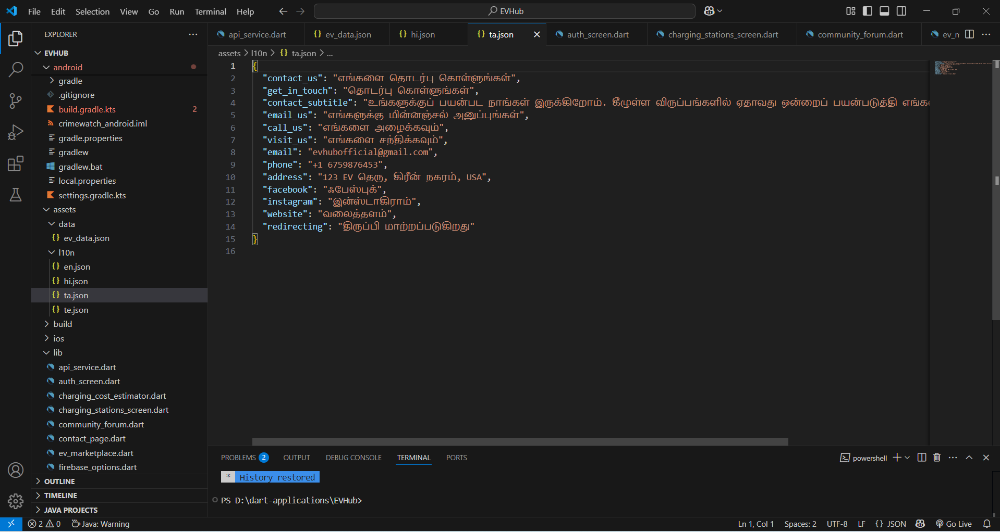 File Edit Selection View Go Run Terminal Help
EVHub
EXPLORER
EVHUB
android
gradle
.gitignore
build.gradle.kts 2
crimewatch_android.iml
gradle.properties
gradlew
gradlew.bat
local.properties
settings.gradle.kts
assets
data
ev_data.json
l10n
en.json
hi.json
ta.json
te.json
build
ios
lib
api_service.dart
auth_screen.dart
charging_cost_estimator.dart
charging_stations_screen.dart
community_forum.dart
contact_page.dart
ev_marketplace.dart
firebase_options.dart
OUTLINE
TIMELINE
JAVA PROJECTS
api_service.dart ev_data.json hi.json ta.json auth_screen.dart charging_stations_screen.dart community_forum.dart
assets > l10n > {} ta.json > ...
1 {
2 "contact_us": "எங்களை தொடர்பு கொள்ளுங்கள்",
3 "get_in_touch": "தொடர்பு கொள்ளுங்கள்",
4 "contact_subtitle": "உங்களுக்குப் பயன்பட நாங்கள் இருக்கிறோம். கீழுள்ள விருப்பங்களில் ஏதாவது ஒன்றைப் பயன்படுத்தி
5 "email_us": "எங்களுக்கு மின்னஞ்சல் அனுப்புங்கள்",
6 "call_us": "எங்களை அழைக்கவும்",
7 "visit_us": "எங்களை சந்திக்கவும்",
8 "email": "evhubofficial@gmail.com",
9 "phone": "+1 6759876453",
10 "address": "123 EV தெரு, கிரீன் நகரம், USA",
11 "facebook": "ஃபேஸ்புக்",
12 "instagram": "இன்ஸ்டாகிராம்",
13 "website": "வலைத்தளம்",
14 "redirecting": "திருப்பி மாற்றப்படுகிறது"
15 }
16
PROBLEMS 2 OUTPUT DEBUG CONSOLE TERMINAL PORTS powershell
* History restored
PS D:\dart-applications\EVHub>
2 0 Java: Warning Ln 1, Col 1 Spaces: 2 UTF-8 LF {} JSON Go Live